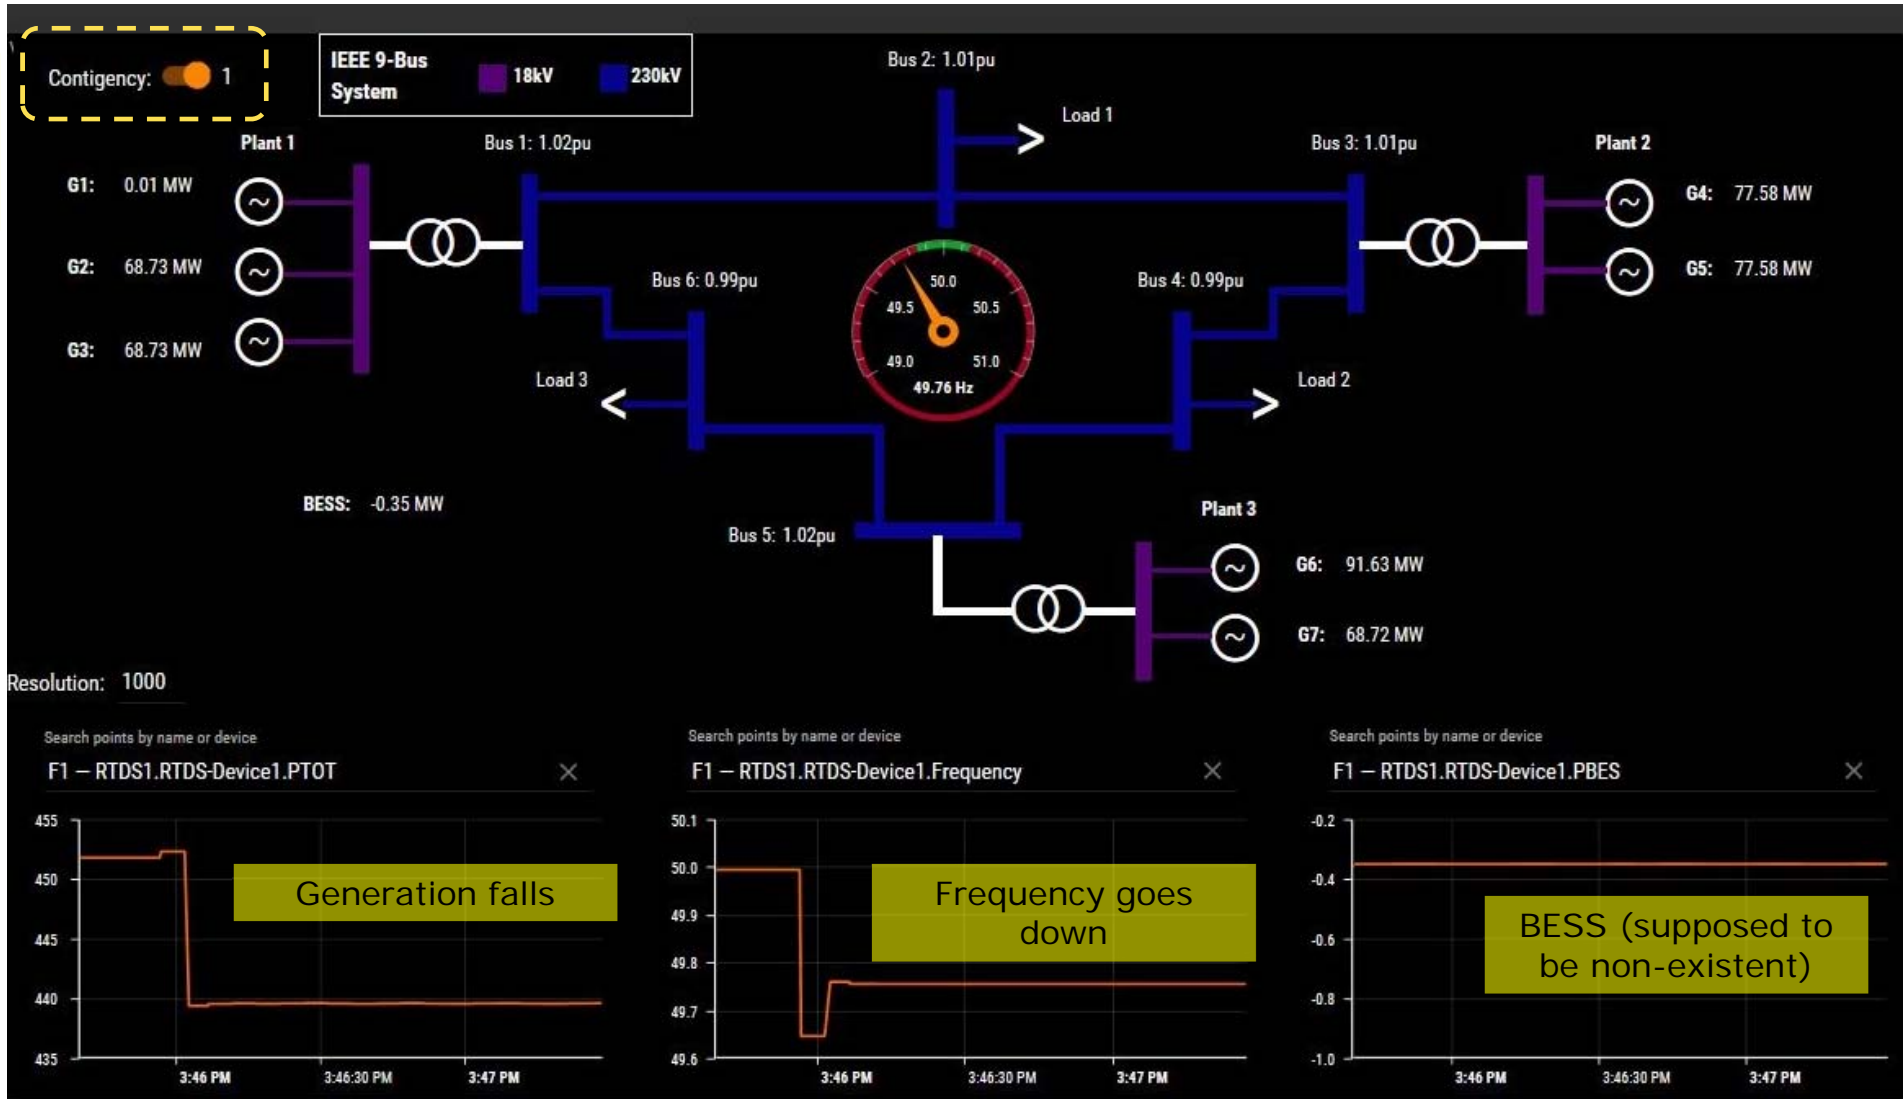 Contigency: 1
IEEE 9-Bus
System
18kV
230kV
Bus 2: 1.01pu
Load 1
Plant 1
Bus 1: 1.02pu
Bus 3: 1.01pu
Plant 2
G1: 0.01 MW
G2: 68.73 MW
G3: 68.73 MW
G4: 77.58 MW
G5: 77.58 MW
Bus 6: 0.99pu
Bus 4: 0.99pu
50.0
49.5
50.5
49.0
51.0
49.76 Hz
Load 3
Load 2
BESS: -0.35 MW
Bus 5: 1.02pu
Plant 3
G6: 91.63 MW
G7: 68.72 MW
Resolution: 1000
Search points by name or device
F1 – RTDS1.RTDS-Device1.PTOT
455
450
445
440
435
Generation falls
3:46 PM
3:46:30 PM
3:47 PM
Search points by name or device
F1 – RTDS1.RTDS-Device1.Frequency
50.1
50.0
49.9
49.8
49.7
49.6
Frequency goes
down
3:46 PM
3:46:30 PM
3:47 PM
Search points by name or device
F1 – RTDS1.RTDS-Device1.PBES
-0.2
-0.4
-0.6
-0.8
-1.0
BESS (supposed to
be non-existent)
3:46 PM
3:46:30 PM
3:47 PM